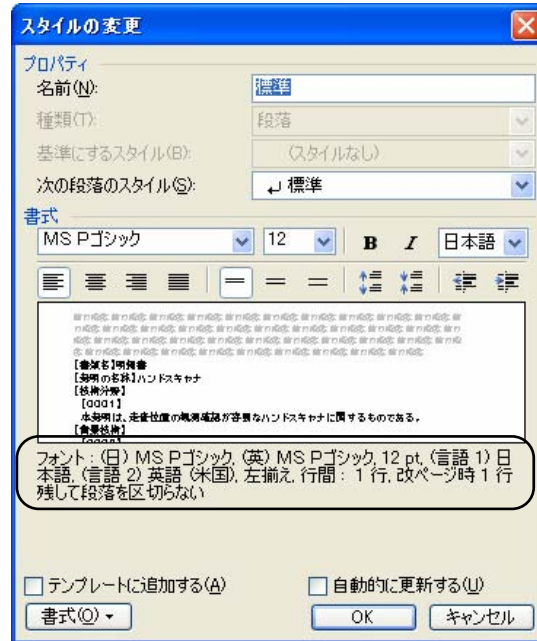 スタイルの変更
プロパティ
名前(N): 標準
種類(T): 段落
基準にするスタイル(B): (スタイルなし)
次の段落のスタイル(S): ↵ 標準
書式
MS Pゴシック 12 B I 日本語
【書類名】明細書
【発明の名称】ハンドスキャナ
【技術分野】
【0001】
本発明は、走査位置の観測確認が容易なハンドスキャナに関するものである。
【背景技術】
フォント : (日) MS Pゴシック, (英) MS Pゴシック, 12 pt, (言語 1) 日
本語, (言語 2) 英語 (米国), 左揃え, 行間 : 1 行, 改ページ時 1 行
残して段落を区切らない
テンプレートに追加する(A) 自動的に更新する(U)
書式(O) OK キャンセル